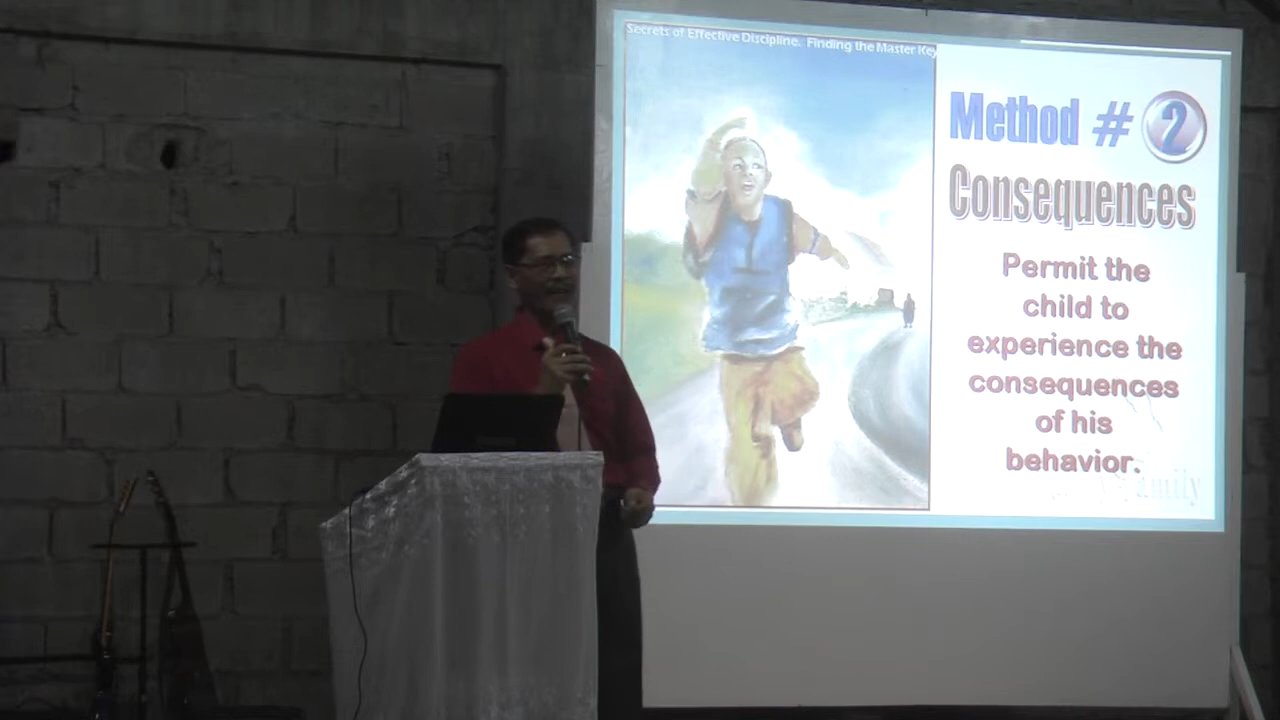 Secrets of Effective Discipline. Finding the Master Key
Method # 2
Consequences
Permit the
child to
experience the
consequences
of his
behavior.
Family